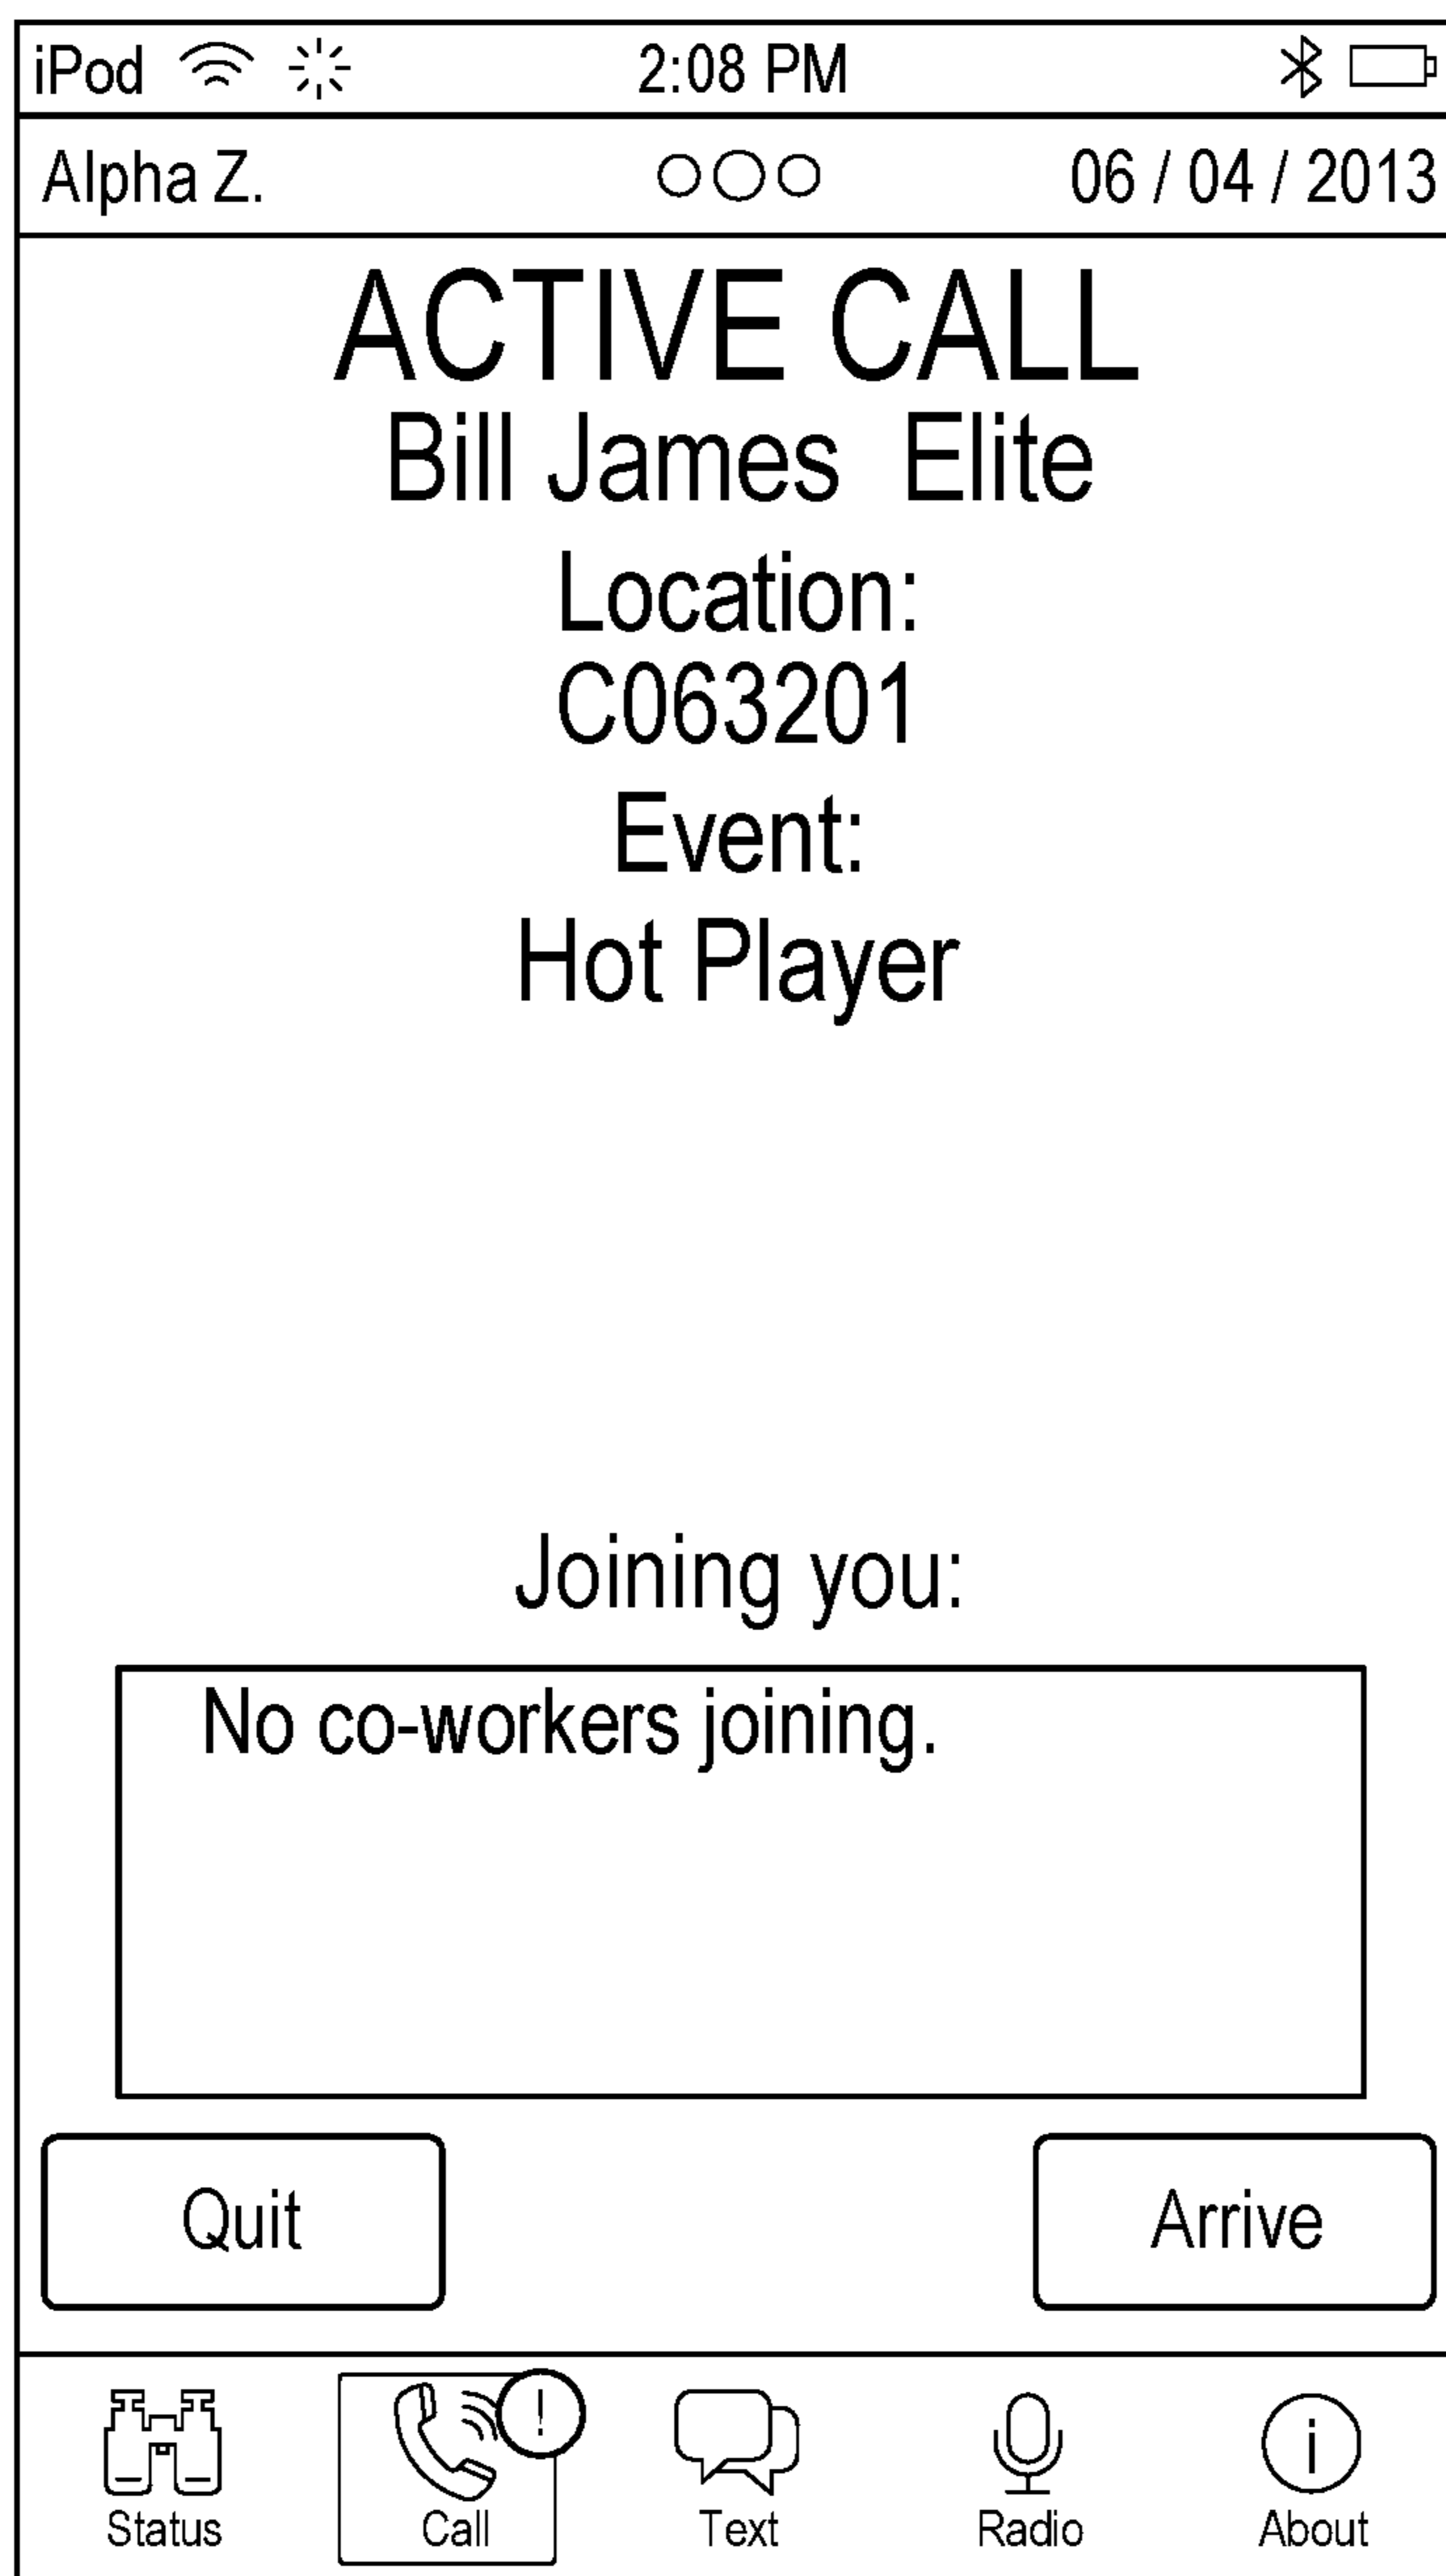 iPod 2:08 PM
Alpha Z. 06 / 04 / 2013
ACTIVE CALL
Bill James Elite
Location:
C063201
Event:
Hot Player
Joining you:
No co-workers joining.
Quit Arrive
!
i
Status Call Text Radio About